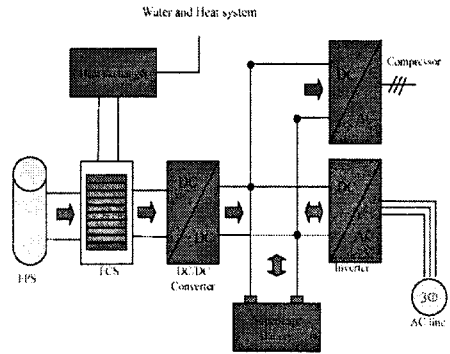 Water and Heat system
Compressor
DC
DC
DC
DC
AC
FPS
FCS
DC/DC
Converter
Inverter
3Φ
AC line